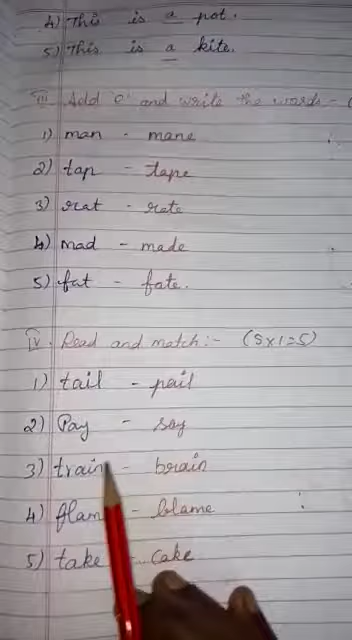 4) This is a pot.
5) This is a kite.
III Add 'e' and write the words - (
1) man - mane
2) tap - tape
3) rat - rate
4) mad - made
5) fat - fate.
IV. Read and match:- (5x1=5)
1) tail - pail
2) Pay - say
3) train - brain
4) flam - blame
5) take - cake